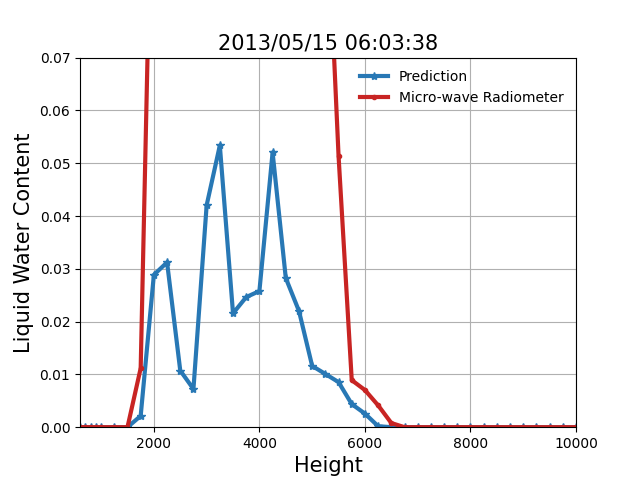 2013/05/15 06:03:38
Prediction
Micro-wave Radiometer
Liquid Water Content
0.07
0.06
0.05
0.04
0.03
0.02
0.01
0.00
2000 4000 6000 8000 10000
Height